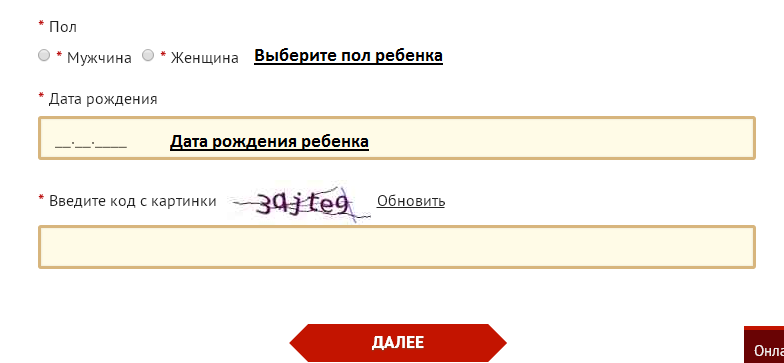 * Пол
* Мужчина * Женщина Выберите пол ребенка
* Дата рождения
__.__.____ Дата рождения ребенка
* Введите код с картинки Обновить
ДАЛЕЕ
Онла